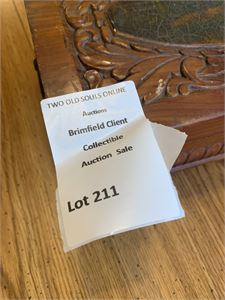 TWO OLD SOULS ONLINE
Auctions
Brimfield Client
Collectible
Auction Sale
Lot 211